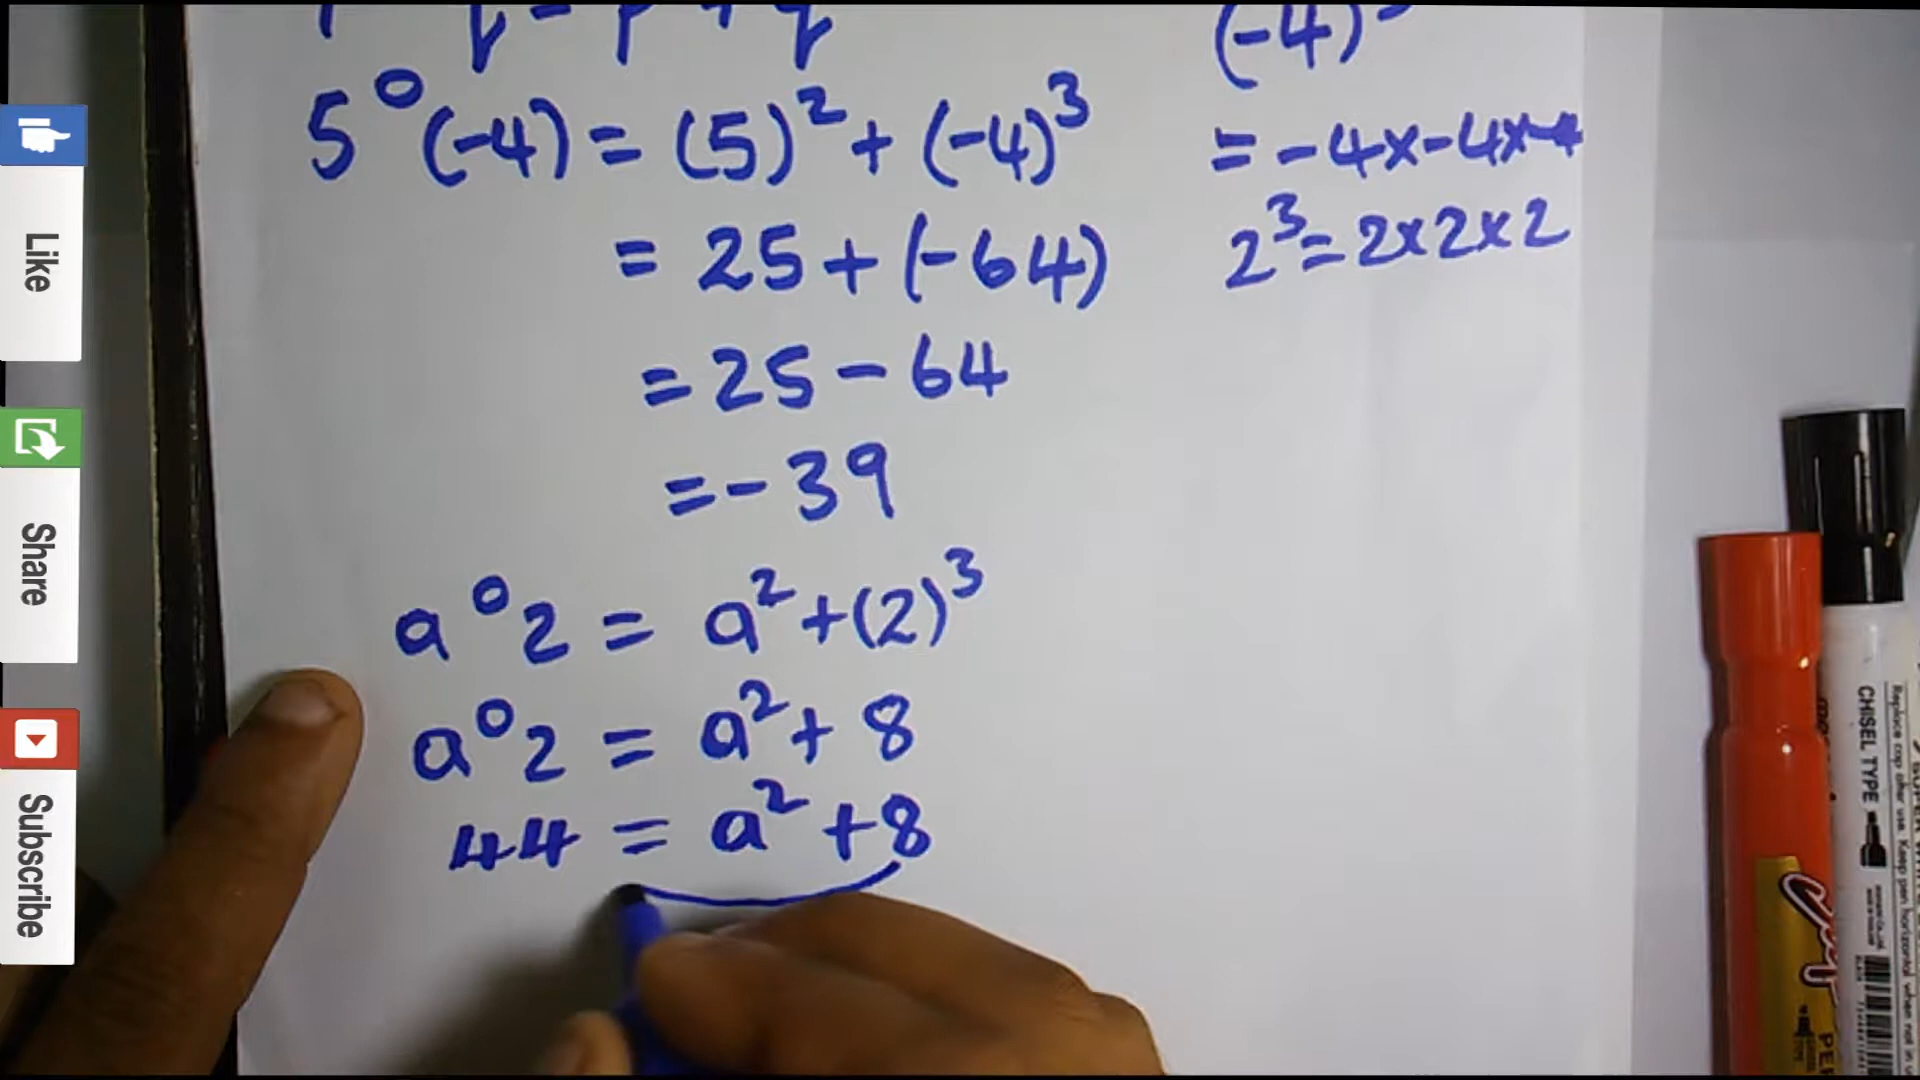 (-4)
5°(-4) = (5)² + (-4)³
= -4x-4x-4
= 25 + (-64)
2³ = 2x2x2
= 25 - 64
= -39
a°2 = a² + (2)³
a°2 = a² + 8
44 = a² + 8
Like
Share
Subscribe
CHISEL TYPE